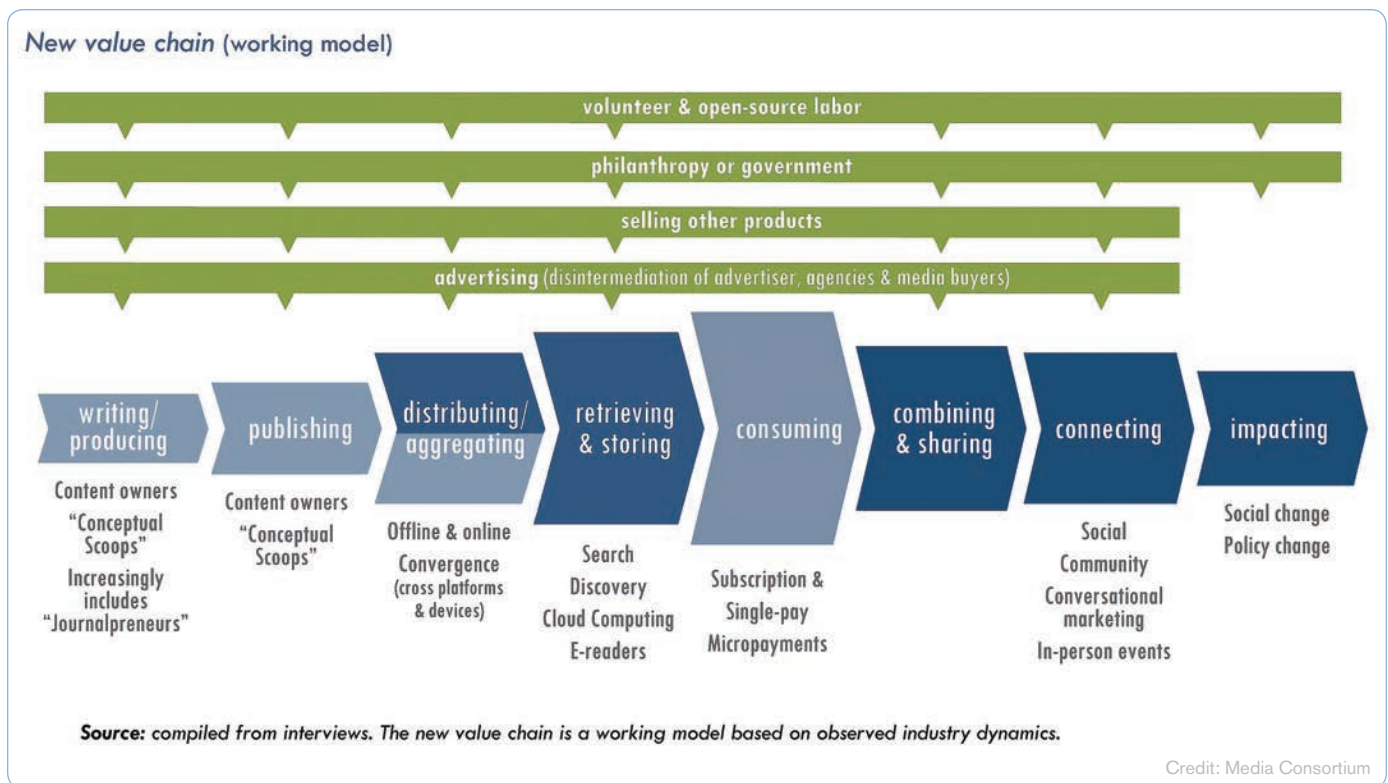 New value chain (working model)
volunteer & open-source labor
philanthropy or government
selling other products
advertising (disintermediation of advertiser, agencies & media buyers)
writing/
producing
publishing
distributing/
aggregating
retrieving
& storing
consuming
combining
& sharing
connecting
impacting
Content owners
“Conceptual
Scoops”
Increasingly
includes
“Journalpreneurs”
Content owners
“Conceptual
Scoops”
Offline & online
Convergence
(cross platforms
& devices)
Search
Discovery
Cloud Computing
E-readers
Subscription &
Single-pay
Micropayments
Social
Community
Conversational
marketing
In-person events
Social change
Policy change
Source: compiled from interviews. The new value chain is a working model based on observed industry dynamics.
Credit: Media Consortium